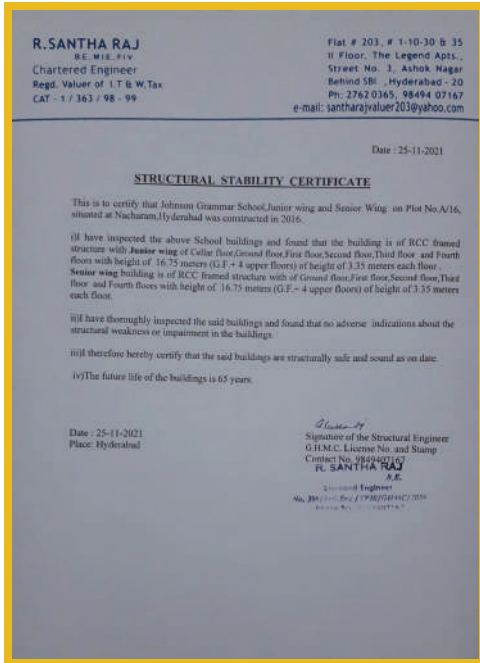 R.SANTHA RAJ
B.E., M.I.E., F.I.V
Chartered Engineer
Regd. Valuer of I.T & W.Tax
CAT - 1 / 363 / 98 - 99
Flat # 203, # 1-10-30 & 35
II Floor, The Legend Apts.,
Street No. 3, Ashok Nagar
Behind SBI , Hyderabad - 20
Ph: 2762 0365, 98494 07167
e-mail: santharajvaluer203@yahoo.com
Date : 25-11-2021
STRUCTURAL STABILITY CERTIFICATE
This is to certify that Johnson Grammar School,Junior wing and Senior Wing on Plot No.A/16,
situated at Nacharam,Hyderabad was constructed in 2016.
i)I have inspected the above School buildings and found that the building is of RCC framed
structure with Junior wing of Cellar floor,Ground floor,First floor,Second floor,Third floor and Fourth
floors with height of 16.75 meters (G.F.+ 4 upper floors) of height of 3.35 meters each floor .
Senior wing building is of RCC framed structure with of Ground floor,First floor,Second floor,Third
floor and Fourth floors with height of 16.75 meters (G.F.+ 4 upper floors) of height of 3.35 meters
each floor.
ii)I have thoroughly inspected the said buildings and found that no adverse indications about the
structural weakness or impairment in the buildings.
iii)I therefore hereby certify that the said buildings are structurally safe and sound as on date.
iv)The future life of the buildings is 65 years.
Date : 25-11-2021
Place: Hyderabad
Signature of the Structural Engineer
G.H.M.C. License No. and Stamp
Contact No. 9849407167
R. SANTHA RAJ
Engineer